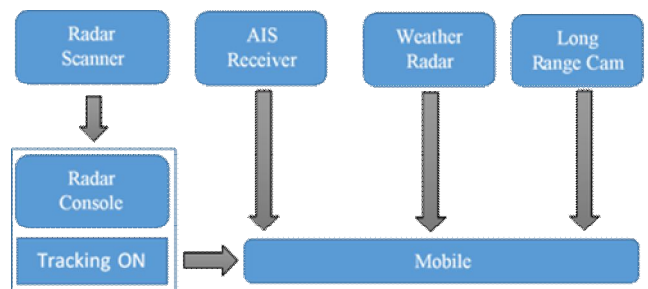 Radar
Scanner
AIS
Receiver
Weather
Radar
Long
Range Cam
Radar
Console
Tracking ON
Mobile